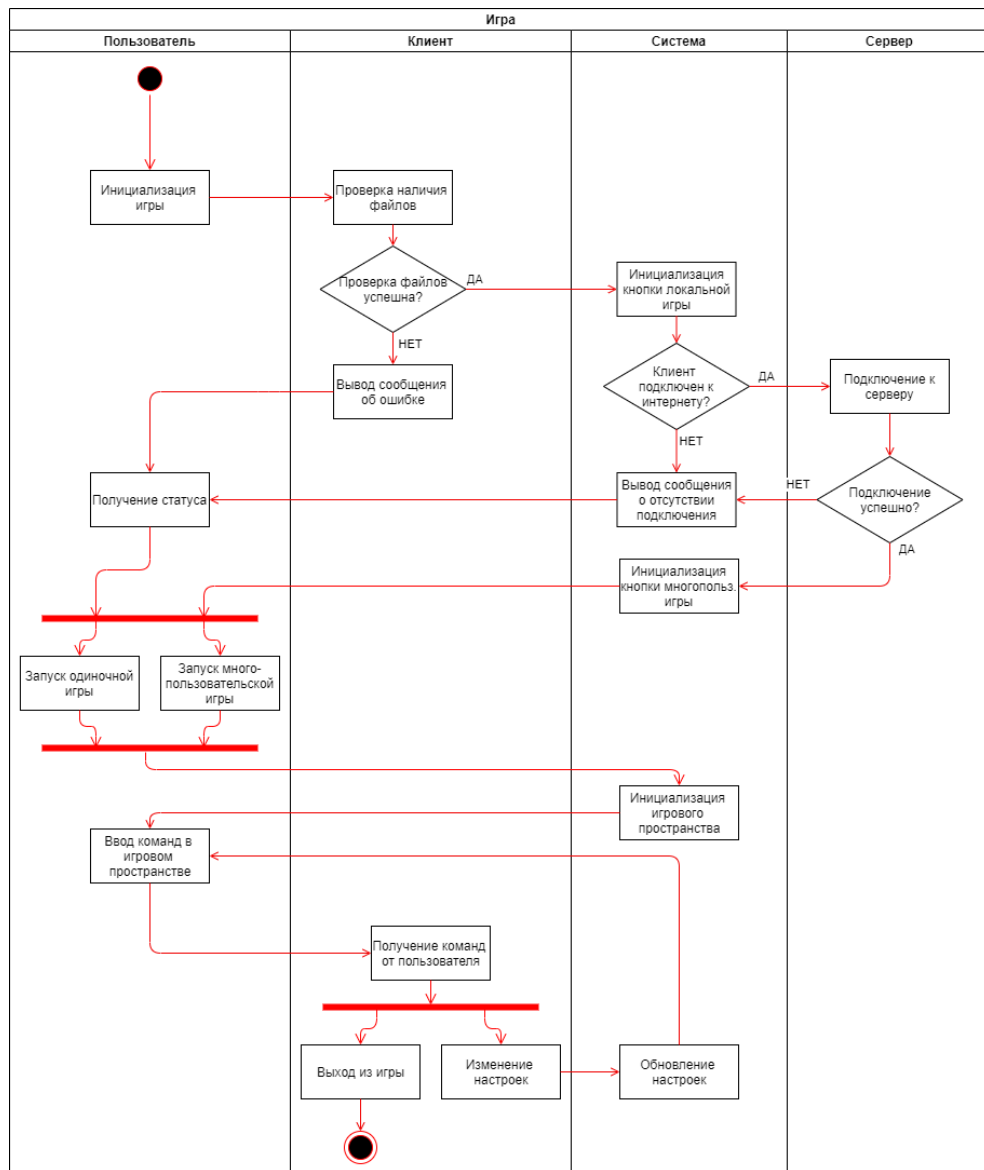 Игра
Пользователь
Клиент
Система
Сервер
Инициализация
игры
Проверка наличия
файлов
Проверка файлов
успешна?
ДА
НЕТ
Инициализация
кнопки локальной
игры
Вывод сообщения
об ошибке
Клиент
подключен к
интернету?
ДА
НЕТ
Подключение к
серверу
Получение статуса
Вывод сообщения
о отсутствии
подключения
НЕТ
Подключение
успешно?
ДА
Инициализация
кнопки многопольз.
игры
Запуск одиночной
игры
Запуск много-
пользовательской
игры
Инициализация
игрового
пространства
Ввод команд в
игровом
пространстве
Получение команд
от пользователя
Выход из игры
Изменение
настроек
Обновление
настроек